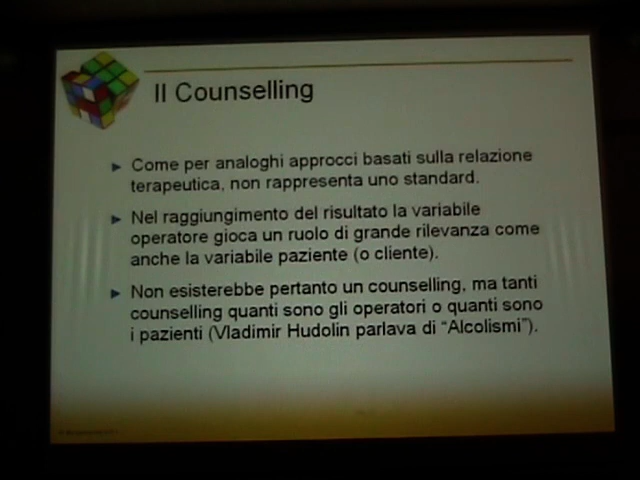 Il Counselling
Come per analoghi approcci basati sulla relazione
terapeutica, non rappresenta uno standard.
Nel raggiungimento del risultato la variabile
operatore gioca un ruolo di grande rilevanza come
anche la variabile paziente (o cliente).
Non esisterebbe pertanto un counselling, ma tanti
counselling quanti sono gli operatori o quanti sono
i pazienti (Vladimir Hudolin parlava di “Alcolismi”).